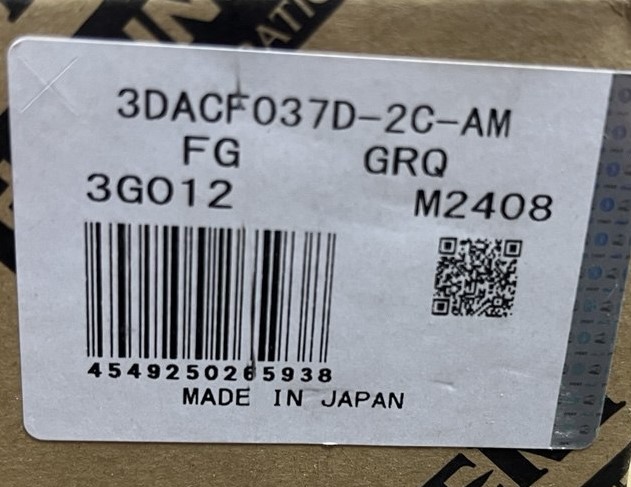 3DACF037D-2C-AM
FG GRQ
3G012 M2408
4549250265938
MADE IN JAPAN